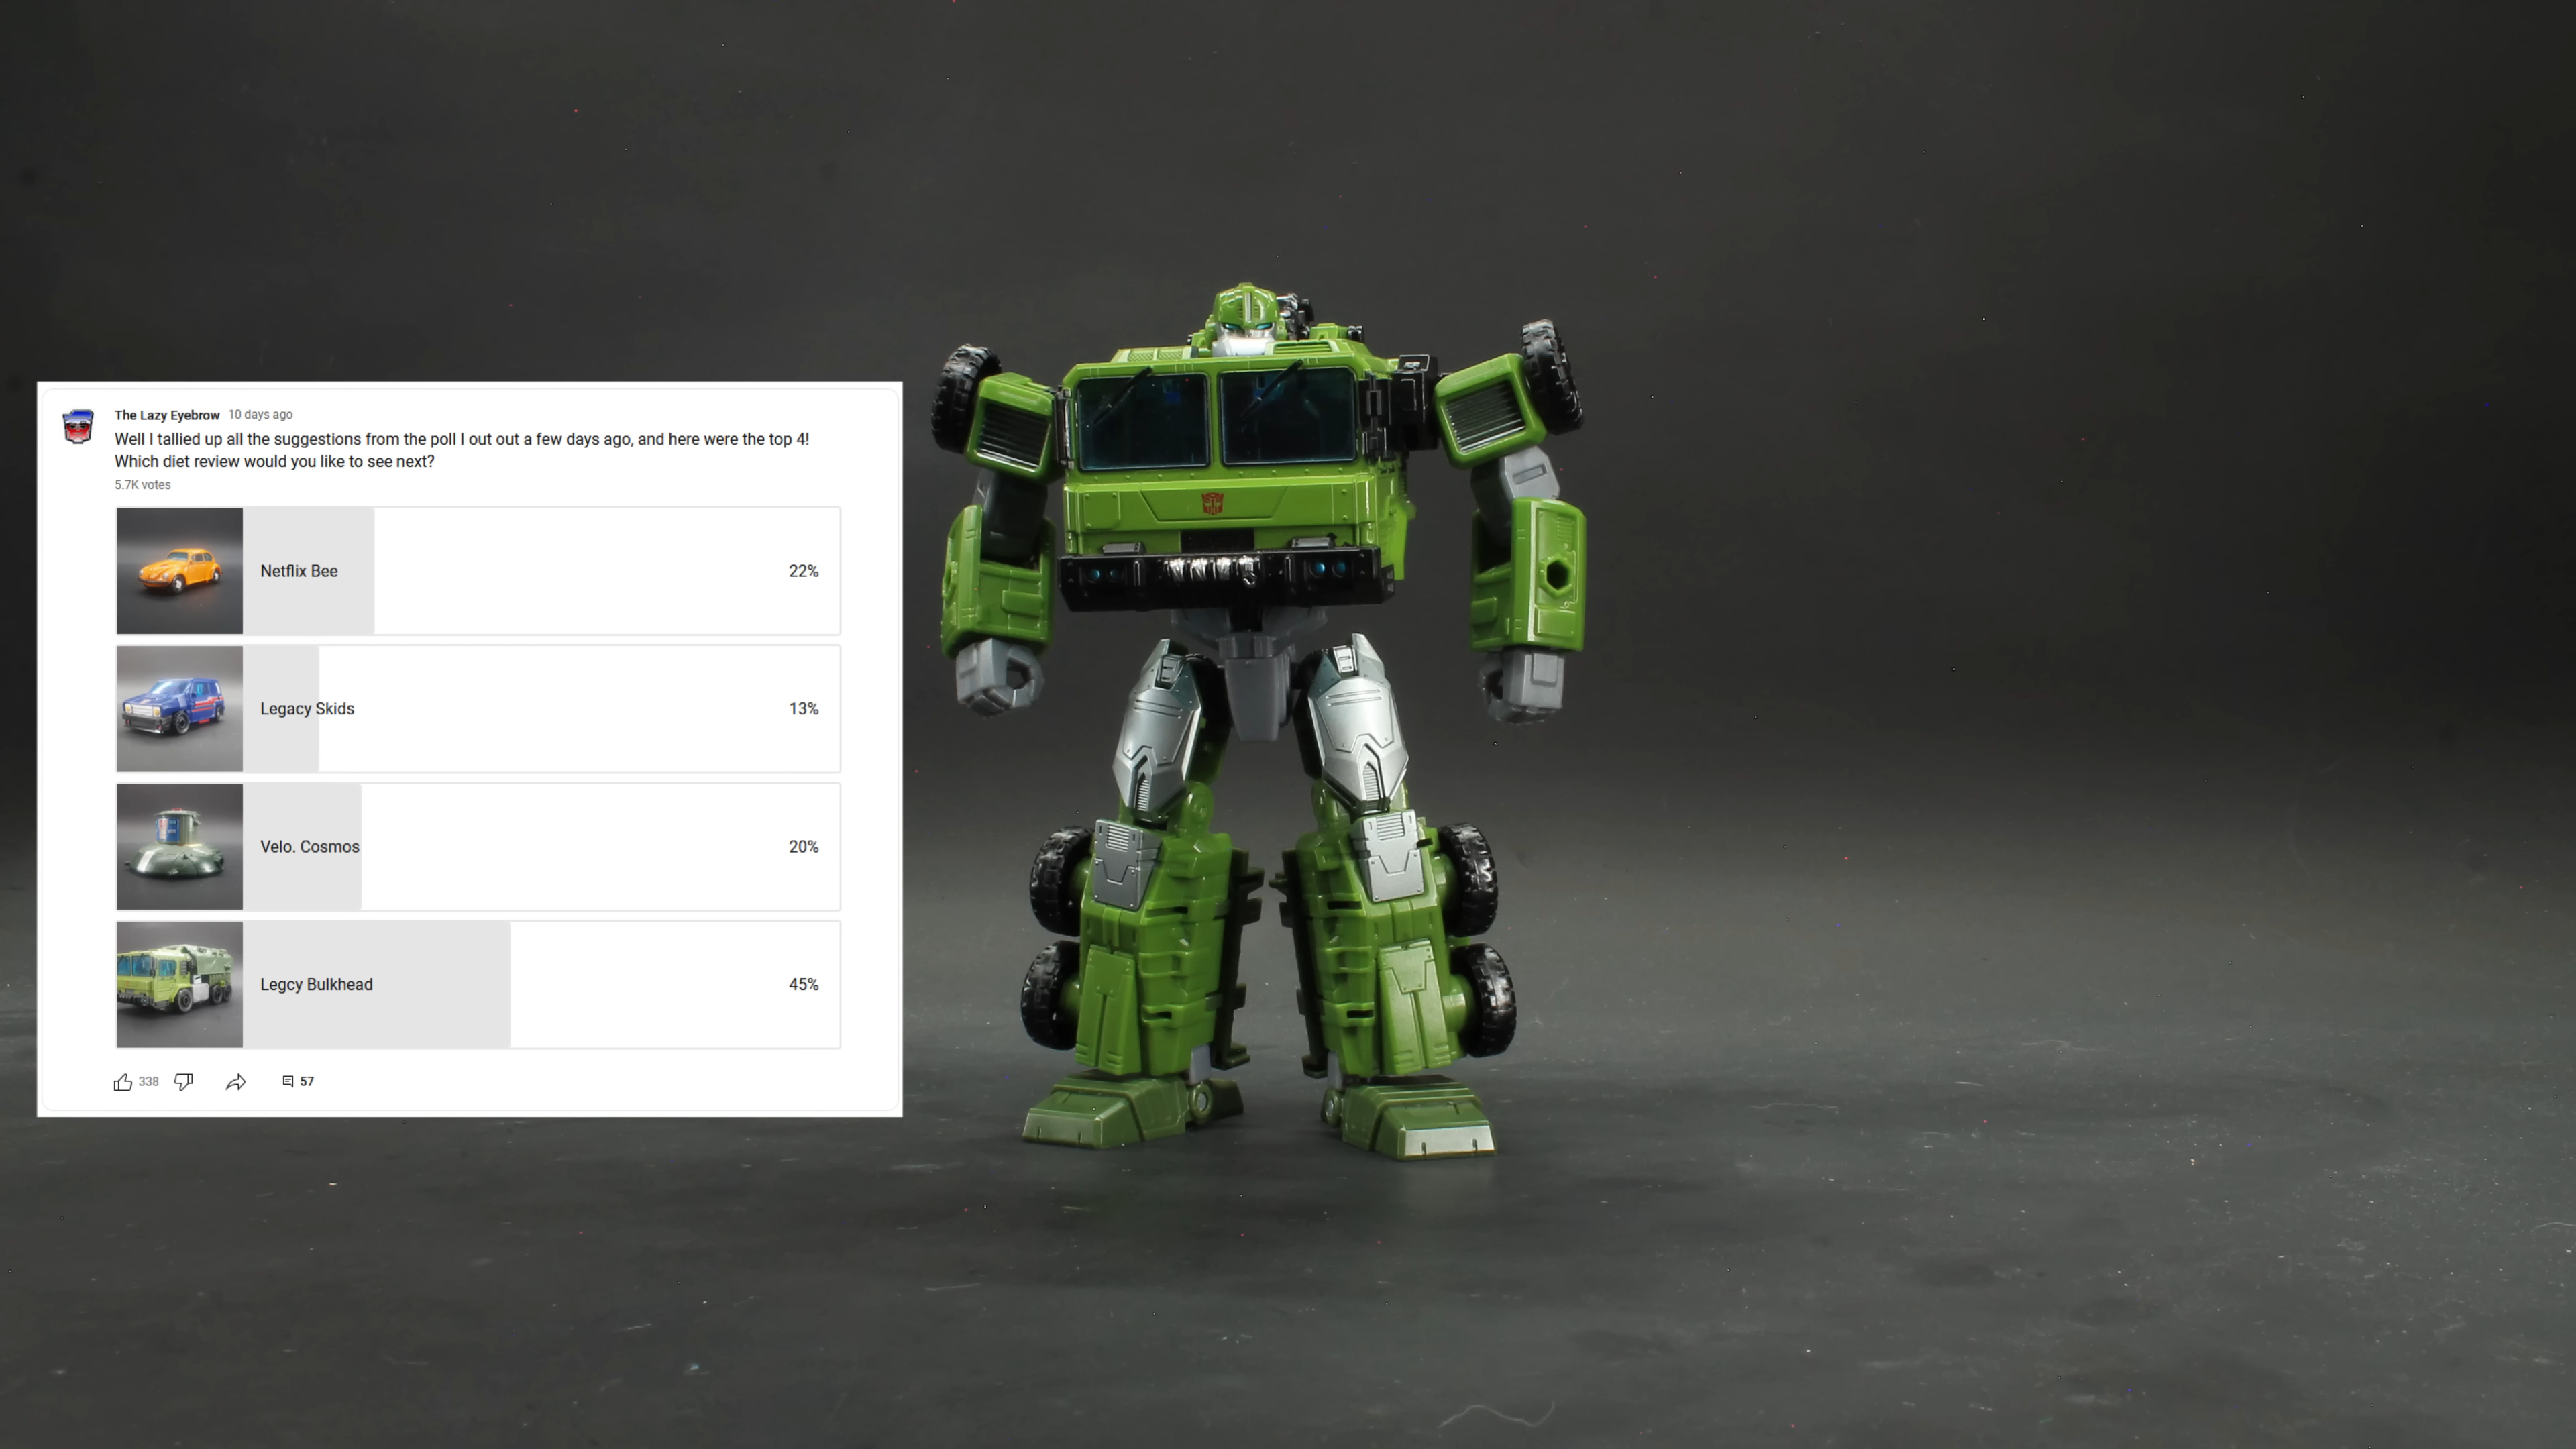 The Lazy Eyebrow 10 days ago
Well I tallied up all the suggestions from the poll I out out a few days ago, and here were the top 4!
Which diet review would you like to see next?
5.7K votes
Netflix Bee 22%
Legacy Skids 13%
Velo. Cosmos 20%
Legcy Bulkhead 45%
338 57